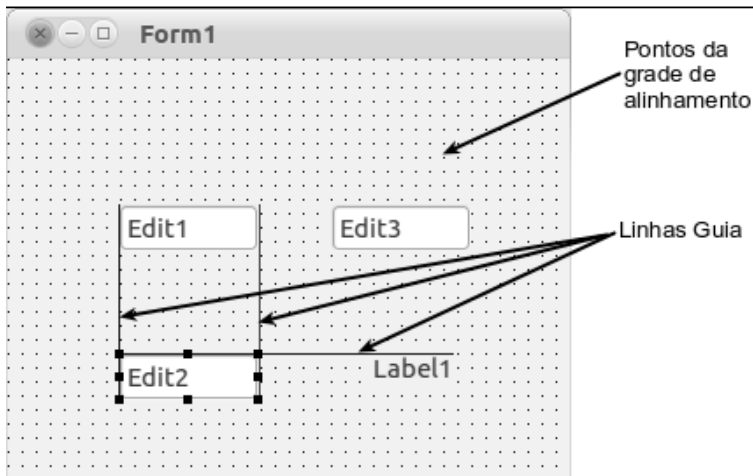 Form1
Pontos da
grade de
alinhamento
Edit1
Edit3
Linhas Guia
Label1
Edit2